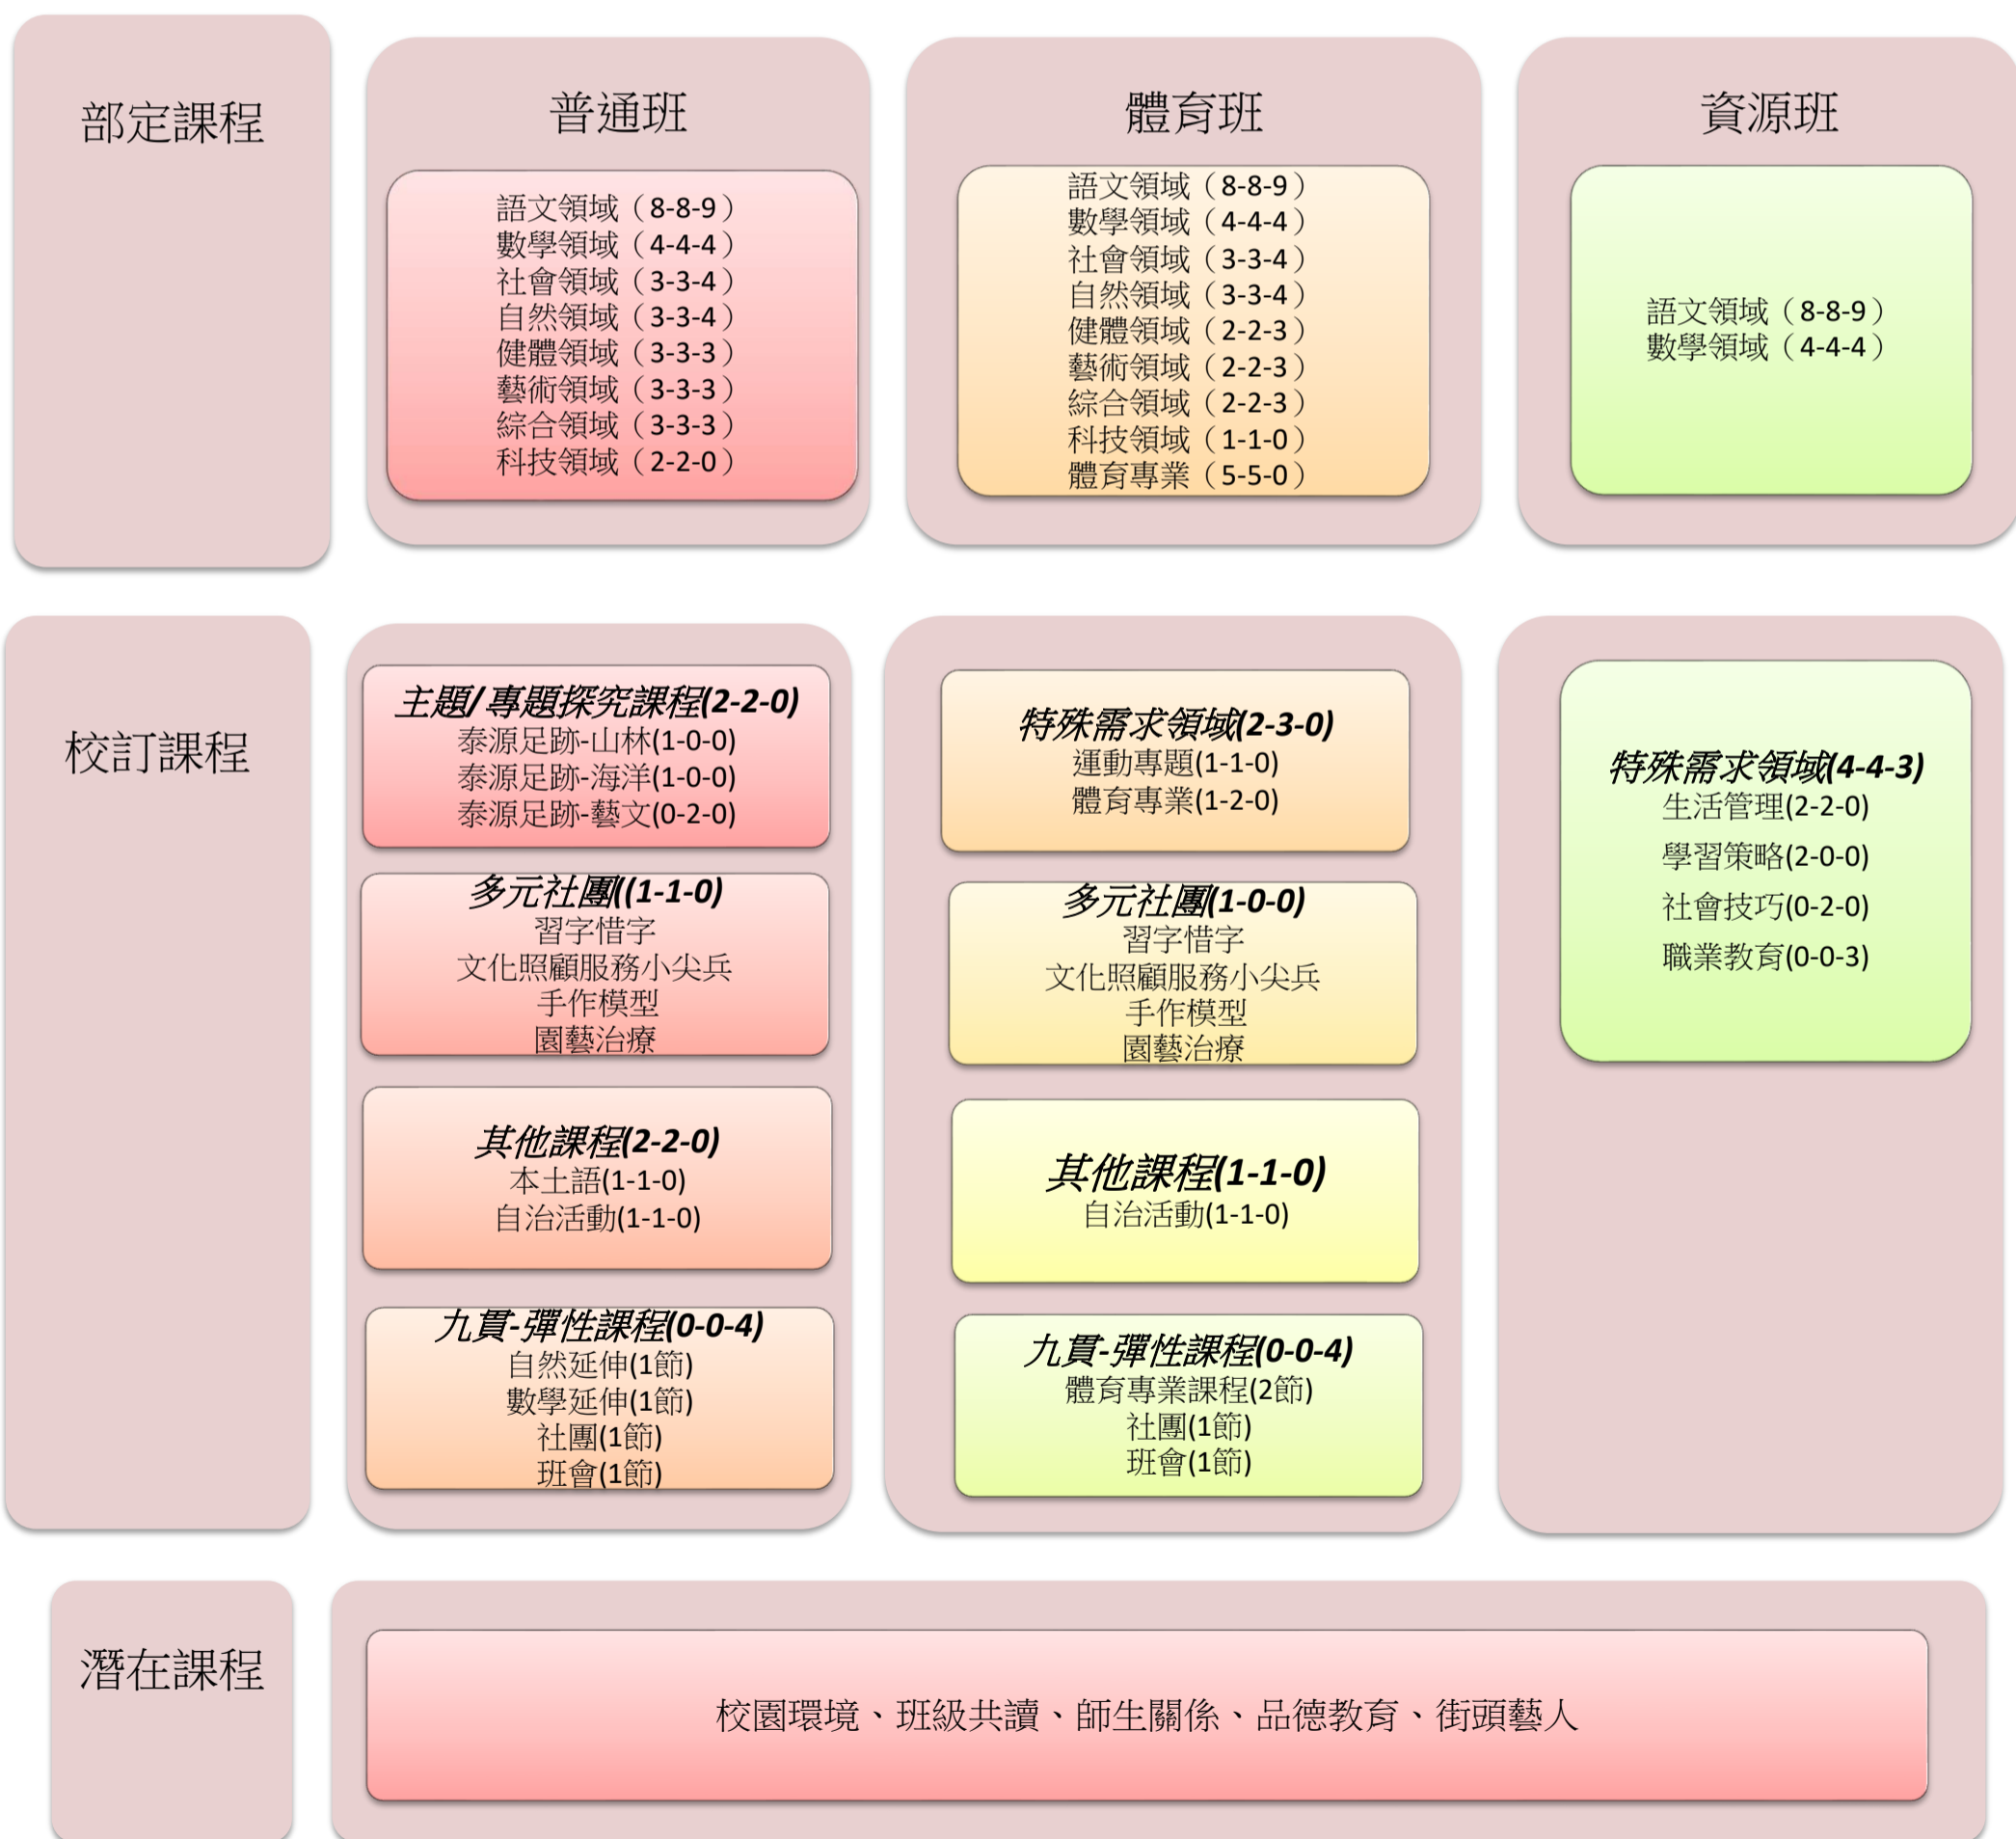 部定課程
普通班
語文領域（8-8-9）
數學領域（4-4-4）
社會領域（3-3-4）
自然領域（3-3-4）
健體領域（3-3-3）
藝術領域（3-3-3）
綜合領域（3-3-3）
科技領域（2-2-0）
體育班
語文領域（8-8-9）
數學領域（4-4-4）
社會領域（3-3-4）
自然領域（3-3-4）
健體領域（2-2-3）
藝術領域（2-2-3）
綜合領域（2-2-3）
科技領域（1-1-0）
體育專業（5-5-0）
資源班
語文領域（8-8-9）
數學領域（4-4-4）
校訂課程
主題/專題探究課程(2-2-0)
泰源足跡-山林(1-0-0)
泰源足跡-海洋(1-0-0)
泰源足跡-藝文(0-2-0)
多元社團((1-1-0)
習字惜字
文化照顧服務小尖兵
手作模型
園藝治療
其他課程(2-2-0)
本土語(1-1-0)
自治活動(1-1-0)
九貫-彈性課程(0-0-4)
自然延伸(1節)
數學延伸(1節)
社團(1節)
班會(1節)
特殊需求領域(2-3-0)
運動專題(1-1-0)
體育專業(1-2-0)
多元社團(1-0-0)
習字惜字
文化照顧服務小尖兵
手作模型
園藝治療
其他課程(1-1-0)
自治活動(1-1-0)
九貫-彈性課程(0-0-4)
體育專業課程(2節)
社團(1節)
班會(1節)
特殊需求領域(4-4-3)
生活管理(2-2-0)
學習策略(2-0-0)
社會技巧(0-2-0)
職業教育(0-0-3)
潛在課程
校園環境、班級共讀、師生關係、品德教育、街頭藝人